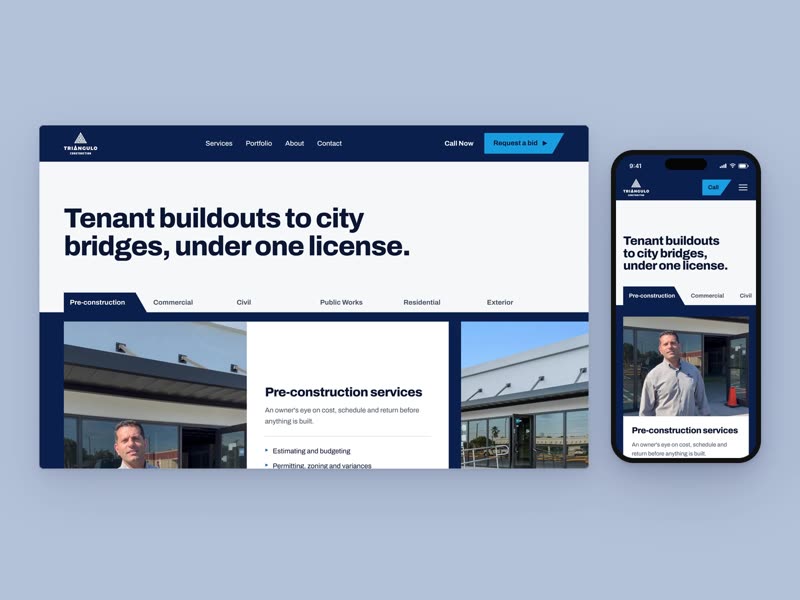 TRIÁNGULO
CONSTRUCTION
Services Portfolio About Contact
Call Now
Request a bid
Tenant buildouts to city
bridges, under one license.
Pre-construction Commercial Civil Public Works Residential Exterior
Pre-construction services
An owner's eye on cost, schedule and return before
anything is built.
Estimating and budgeting
Permitting, zoning and variances
9:41
TRIÁNGULO
CONSTRUCTION
Call
Tenant buildouts
to city bridges,
under one license.
Pre-construction Commercial Civil
Pre-construction services
An owner's eye on cost, schedule and
return before anything is built.